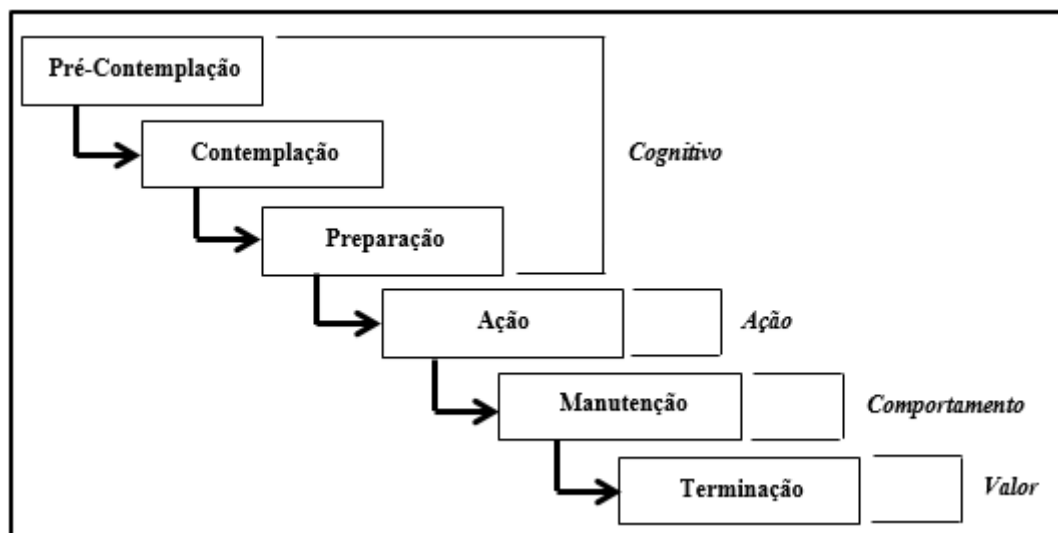 Pré-Contemplação
Contemplação
Cognitivo
Preparação
Ação
Ação
Manutenção
Comportamento
Terminação
Valor